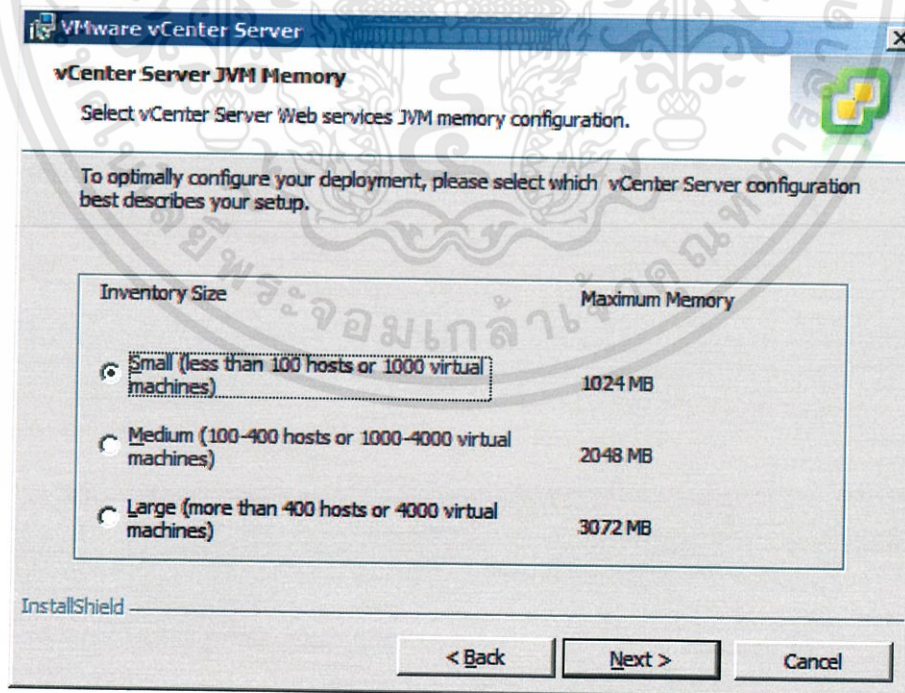 VMware vCenter Server
vCenter Server JVM Memory
Select vCenter Server Web services JVM memory configuration.
To optimally configure your deployment, please select which vCenter Server configuration
best describes your setup.
Inventory Size
Maximum Memory
Small (less than 100 hosts or 1000 virtual
machines)
1024 MB
Medium (100-400 hosts or 1000-4000 virtual
machines)
2048 MB
Large (more than 400 hosts or 4000 virtual
machines)
3072 MB
InstallShield
< Back
Next >
Cancel